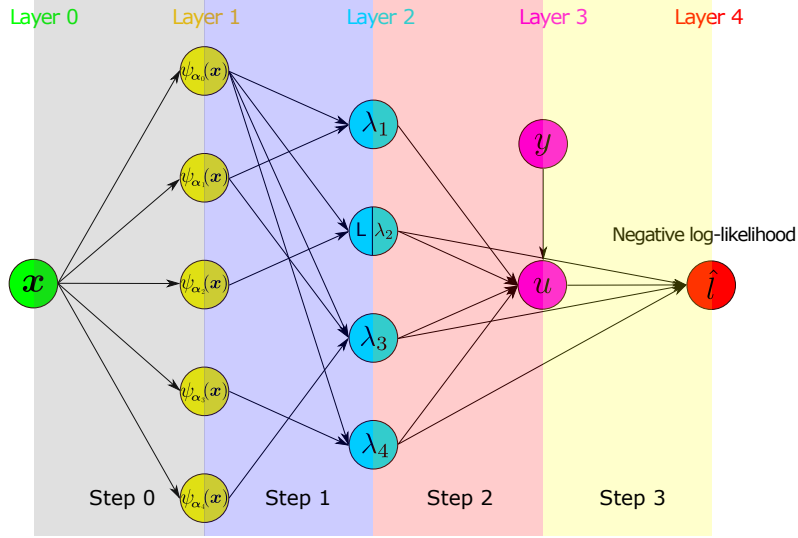 Layer 0 Layer 1 Layer 2 Layer 3 Layer 4
ψα₀(x)
λ₁
y
ψα₁(x)
L λ₂
Negative log-likelihood
x
ψα₂(x)
u
l̂
λ₃
ψα₃(x)
λ₄
ψα₄(x)
Step 0 Step 1 Step 2 Step 3